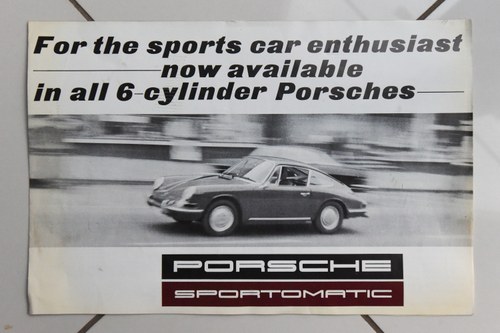 For the sports car enthusiast
now available
in all 6-cylinder Porsches
PORSCHE
SPORTOMATIC